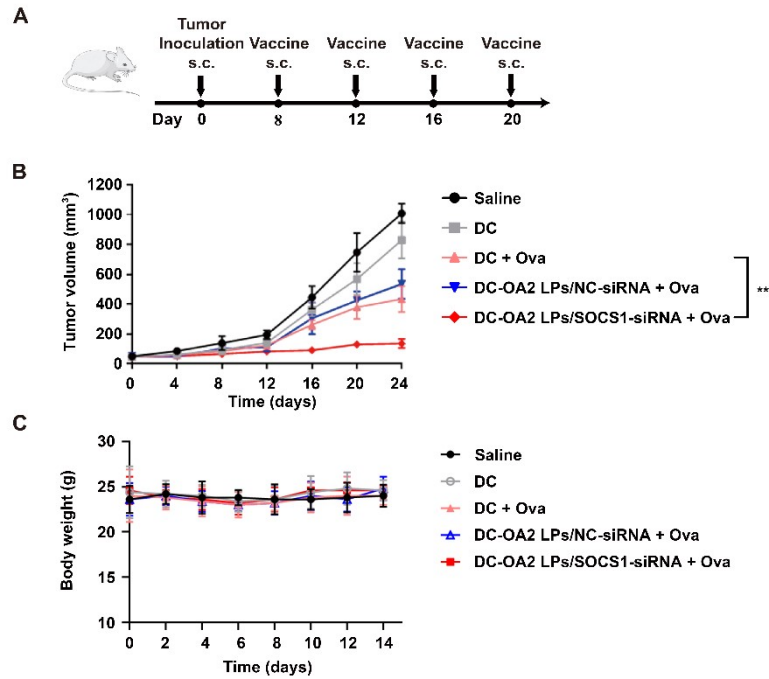 A
Tumor
Inoculation Vaccine Vaccine Vaccine Vaccine
s.c. s.c. s.c. s.c. s.c.
Day 0 8 12 16 20
B
Tumor volume (mm³)
1200
1000
800
600
400
200
0
0 4 8 12 16 20 24
Time (days)
Saline
DC
DC + Ova
DC-OA2 LPs/NC-siRNA + Ova
DC-OA2 LPs/SOCS1-siRNA + Ova
**
C
Body weight (g)
30
25
20
15
10
0 2 4 6 8 10 12 14
Time (days)
Saline
DC
DC + Ova
DC-OA2 LPs/NC-siRNA + Ova
DC-OA2 LPs/SOCS1-siRNA + Ova